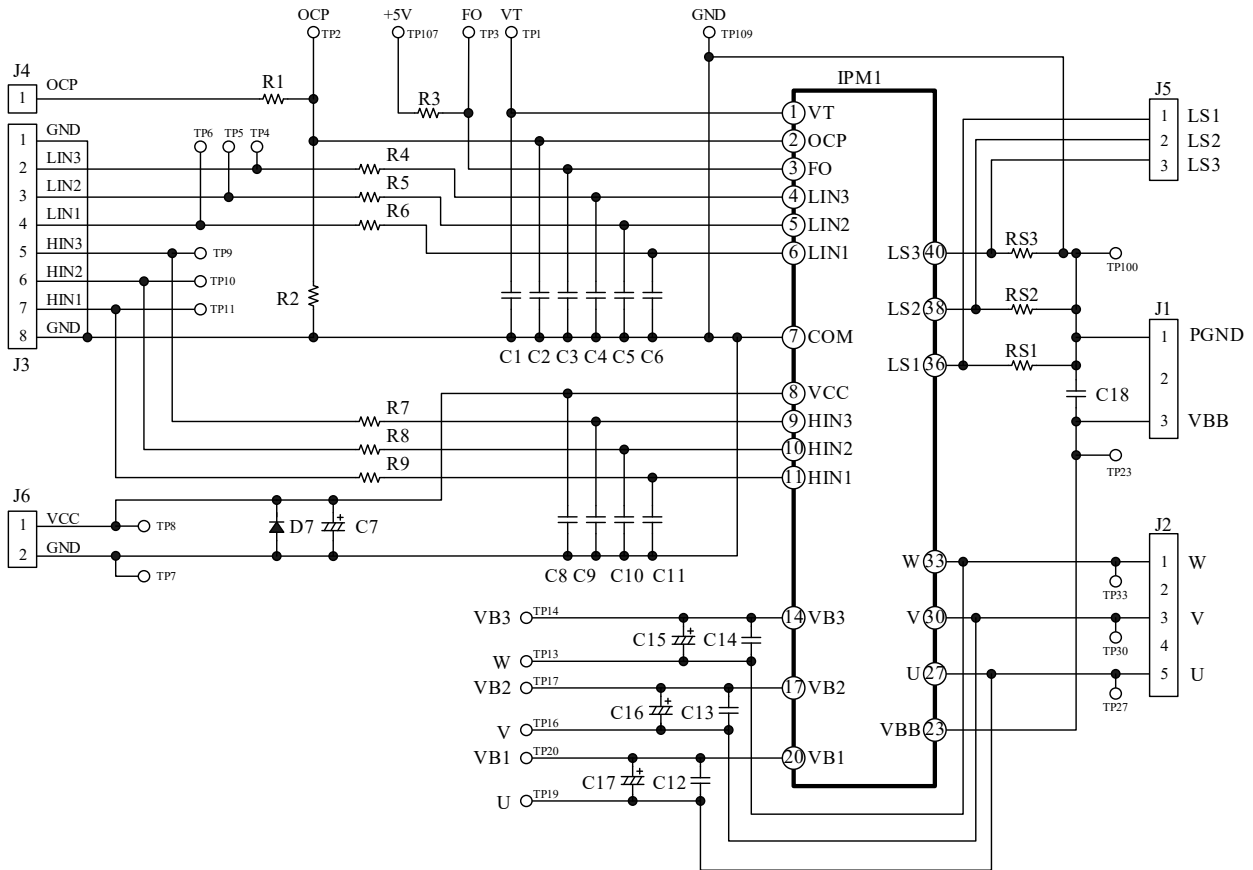 OCP +5V FO VT GND
TP2 TP107 TP3 TP1 TP109
J4
OCP
1
R1
R3
IPM1
J5
1 LS1
2 LS2
3 LS3
1 GND
2 LIN3
3 LIN2
4 LIN1
5 HIN3
6 HIN2
7 HIN1
8 GND
J3
TP6 TP5 TP4
R4
R5
R6
TP9
TP10
TP11
R2
1 VT
2 OCP
3 FO
4 LIN3
5 LIN2
6 LIN1
7 COM
8 VCC
9 HIN3
10 HIN2
11 HIN1
C1 C2 C3 C4 C5 C6
LS3 40
LS2 38
LS1 36
RS3
RS2
RS1
TP100
J1
1 PGND
2
3 VBB
C18
TP23
R7
R8
R9
J6
1 VCC
2 GND
TP8
TP7
D7 C7
C8 C9 C10 C11
W 33
V 30
U 27
VBB 23
J2
1 W
2
3 V
4
5 U
TP33
TP30
TP27
VB3 TP14
W TP13
C15 C14
14 VB3
VB2 TP17
V TP16
C16 C13
17 VB2
VB1 TP20
U TP19
C17 C12
20 VB1
+
+
+
+